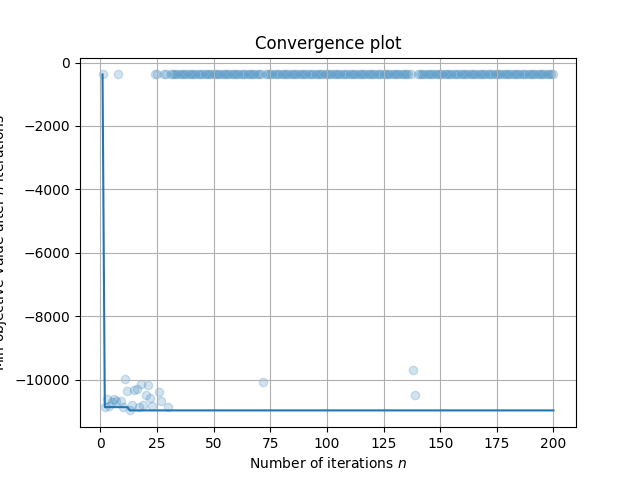 Convergence plot
0
−2000
−4000
−6000
−8000
−10000
Min objective value after n iterations
0 25 50 75 100 125 150 175 200
Number of iterations n